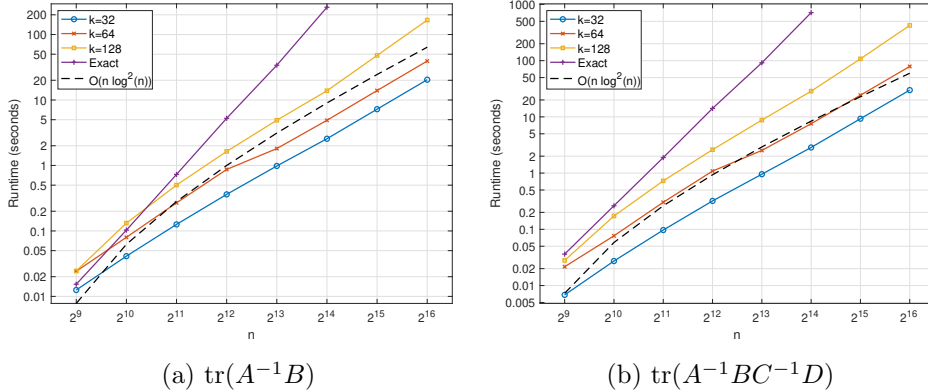 k=32
k=64
k=128
Exact
O(n log²(n))
Runtime (seconds)
200
100
50
20
10
5
2
1
0.5
0.2
0.1
0.05
0.02
0.01
2⁹ 2¹⁰ 2¹¹ 2¹² 2¹³ 2¹⁴ 2¹⁵ 2¹⁶
n
(a) tr(A⁻¹B)
k=32
k=64
k=128
Exact
O(n log²(n))
Runtime (seconds)
1000
500
200
100
50
20
10
5
2
1
0.5
0.2
0.1
0.05
0.02
0.01
0.005
2⁹ 2¹⁰ 2¹¹ 2¹² 2¹³ 2¹⁴ 2¹⁵ 2¹⁶
n
(b) tr(A⁻¹BC⁻¹D)